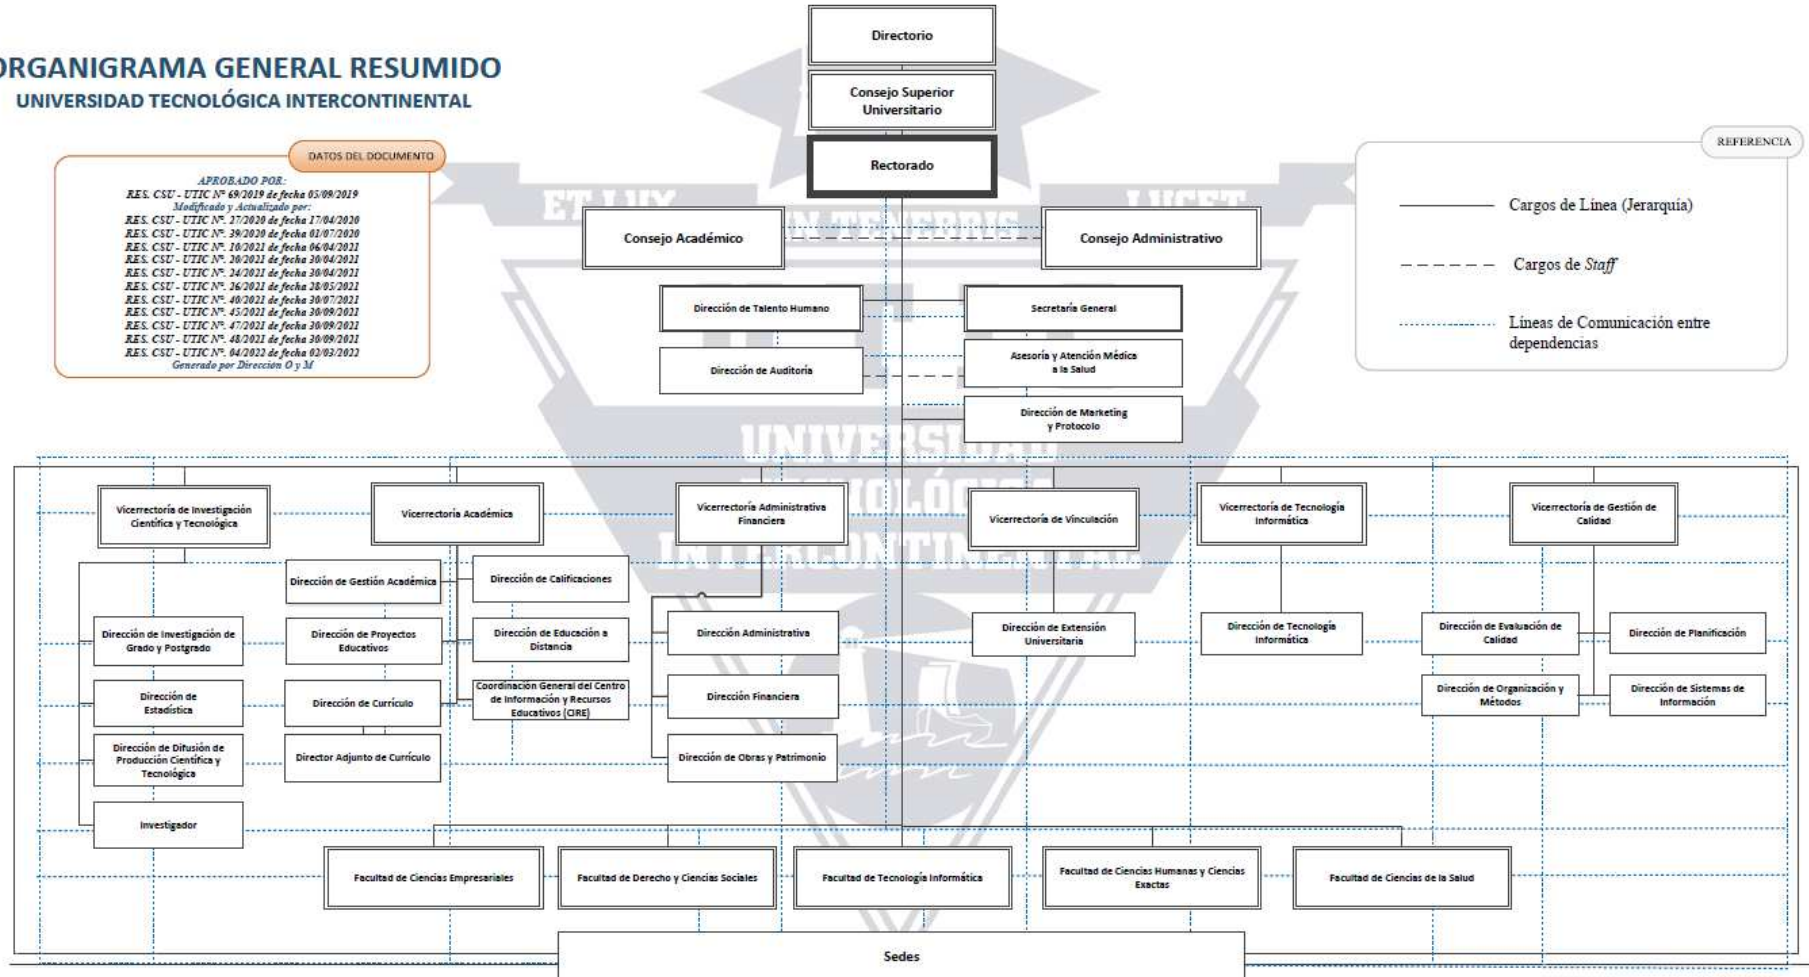 ORGANIGRAMA GENERAL RESUMIDO
UNIVERSIDAD TECNOLÓGICA INTERCONTINENTAL
DATOS DEL DOCUMENTO
APROBADO POR:
RES. CSU - UTIC Nº 69/2019 de fecha 05/09/2019
Modificado y Actualizado por:
RES. CSU - UTIC Nº. 27/2020 de fecha 17/04/2020
RES. CSU - UTIC Nº. 39/2020 de fecha 01/07/2020
RES. CSU - UTIC Nº. 10/2021 de fecha 06/04/2021
RES. CSU - UTIC Nº. 20/2021 de fecha 30/04/2021
RES. CSU - UTIC Nº. 24/2021 de fecha 30/04/2021
RES. CSU - UTIC Nº. 26/2021 de fecha 28/05/2021
RES. CSU - UTIC Nº. 40/2021 de fecha 30/07/2021
RES. CSU - UTIC Nº. 45/2021 de fecha 30/09/2021
RES. CSU - UTIC Nº. 47/2021 de fecha 30/09/2021
RES. CSU - UTIC Nº. 48/2021 de fecha 30/09/2021
RES. CSU - UTIC Nº. 04/2022 de fecha 02/03/2022
Generado por Dirección O y M
Directorio
Consejo Superior
Universitario
Rectorado
REFERENCIA
Cargos de Línea (Jerarquía)
Cargos de Staff
Líneas de Comunicación entre
dependencias
ET LUX
IN TENEBRIS
LUCET
Consejo Académico
Consejo Administrativo
Dirección de Talento Humano
Secretaría General
Dirección de Auditoría
Asesoría y Atención Médica
a la Salud
Dirección de Marketing
y Protocolo
UNIVERSIDAD
TECNOLÓGICA
INTERCONTINENTAL
Vicerrectoría de Investigación
Científica y Tecnológica
Vicerrectoría Académica
Vicerrectoría Administrativa
Financiera
Vicerrectoría de Vinculación
Vicerrectoría de Tecnología
Informática
Vicerrectoría de Gestión de
Calidad
Dirección de Gestión Académica
Dirección de Calificaciones
Dirección de Investigación de
Grado y Postgrado
Dirección de Proyectos
Educativos
Dirección de Educación a
Distancia
Dirección Administrativa
Dirección de Extensión
Universitaria
Dirección de Tecnología
Informática
Dirección de Evaluación de
Calidad
Dirección de Planificación
Dirección de
Estadística
Dirección de Currículo
Coordinación General del Centro
de Información y Recursos
Educativos (CIRE)
Dirección Financiera
Dirección de Organización y
Métodos
Dirección de Sistemas de
Información
Dirección de Difusión de
Producción Científica y
Tecnológica
Director Adjunto de Currículo
Dirección de Obras y Patrimonio
Investigador
Facultad de Ciencias Empresariales
Facultad de Derecho y Ciencias Sociales
Facultad de Tecnología Informática
Facultad de Ciencias Humanas y Ciencias
Exactas
Facultad de Ciencias de la Salud
Sedes